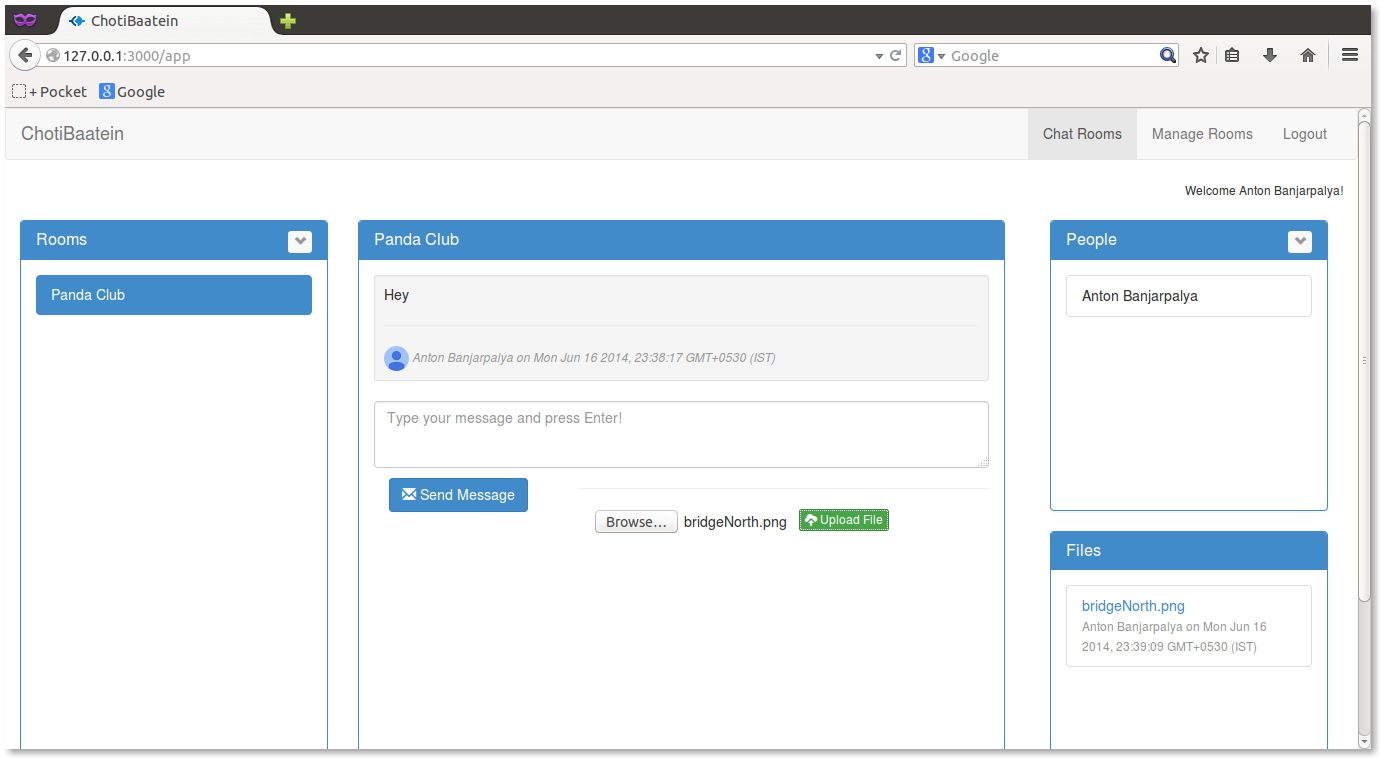 ChotiBaatein
127.0.0.1:3000/app
8 Google
+ Pocket 8 Google
ChotiBaatein
Chat Rooms Manage Rooms Logout
Welcome Anton Banjarpalya!
Rooms
Panda Club
Panda Club
Hey
Anton Banjarpalya on Mon Jun 16 2014, 23:38:17 GMT+0530 (IST)
Type your message and press Enter!
Send Message
Browse... bridgeNorth.png Upload File
People
Anton Banjarpalya
Files
bridgeNorth.png
Anton Banjarpalya on Mon Jun 16
2014, 23:39:09 GMT+0530 (IST)